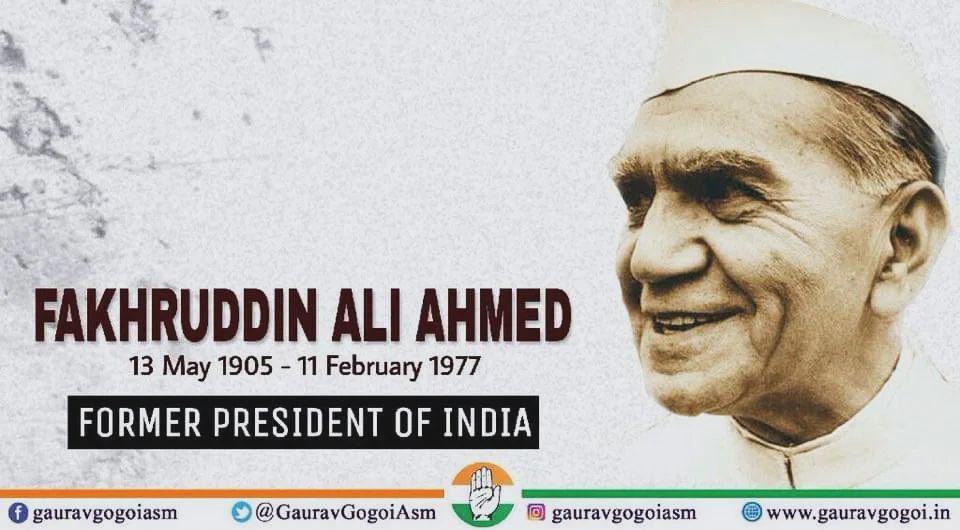 FAKHRUDDIN ALI AHMED
13 May 1905 - 11 February 1977
FORMER PRESIDENT OF INDIA
gauravgogoiasm @GauravGogoiAsm gauravgogoiasm www.gauravgogoi.in